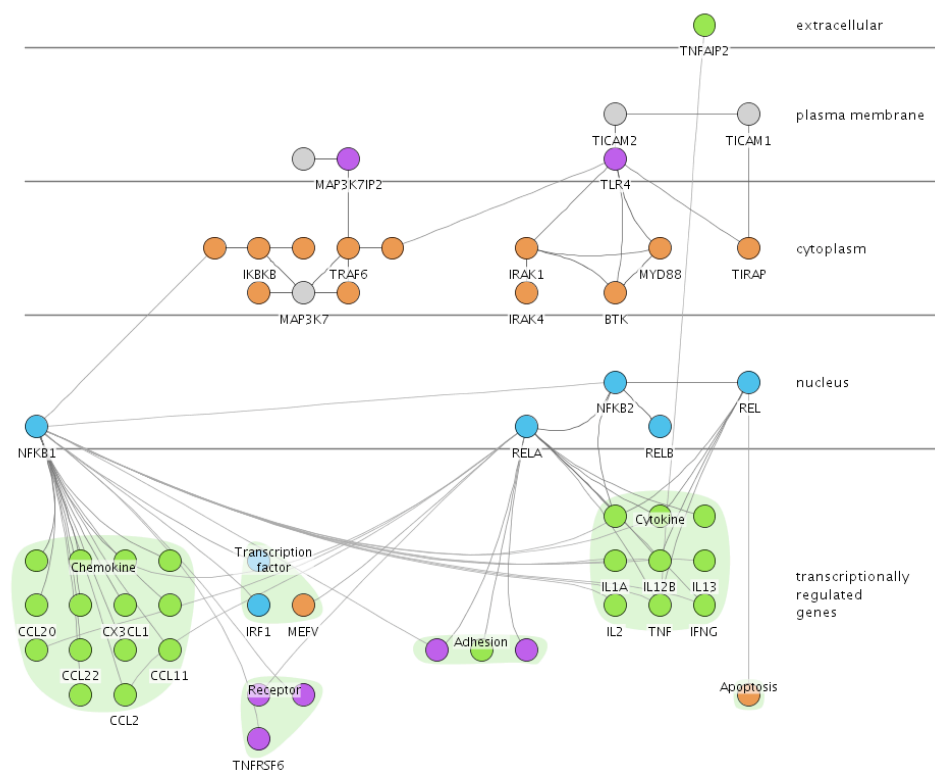 extracellular
TNFAIP2
plasma membrane
TICAM2
TICAM1
MAP3K7IP2
TLR4
cytoplasm
IKBKB
TRAF6
IRAK1
MYD88
TIRAP
MAP3K7
IRAK4
BTK
nucleus
NFKB2
REL
NFKB1
RELA
RELB
Cytokine
Transcription
factor
Chemokine
IL1A
IL12B
IL13
transcriptionally
regulated
genes
CCL20
CX3CL1
IRF1
MEFV
IL2
TNF
IFNG
Adhesion
CCL22
CCL11
Receptor
Apoptosis
CCL2
TNFRSF6